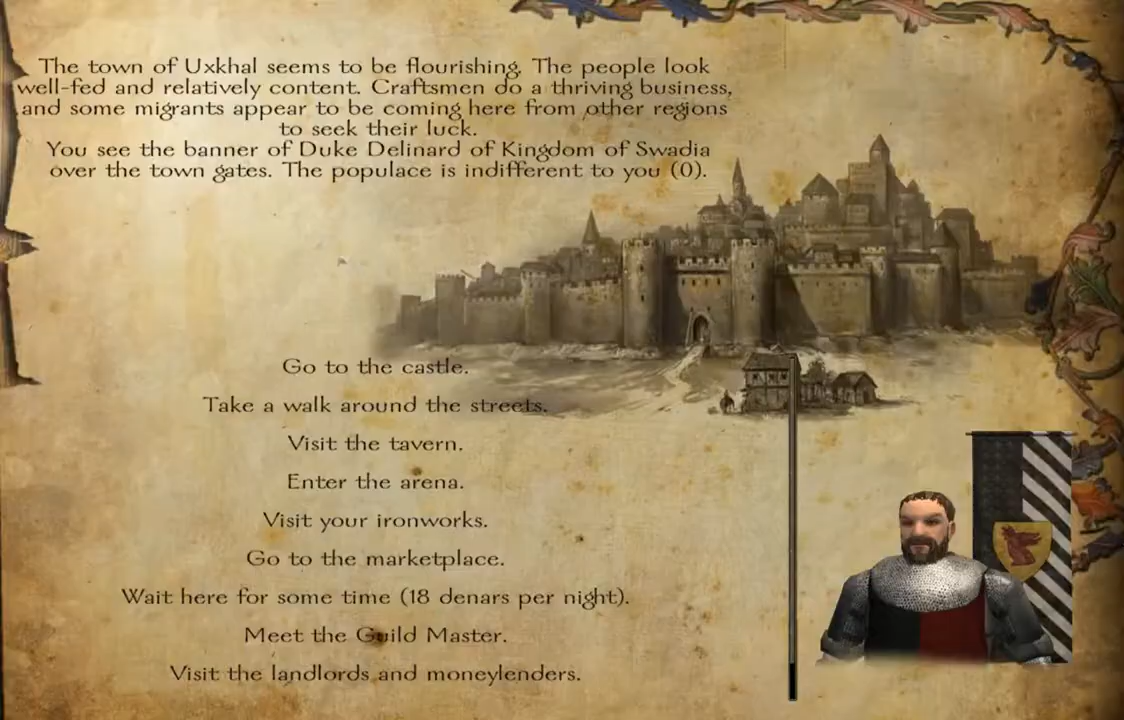 The town of Uxkhal seems to be flourishing. The people look
well-fed and relatively content. Craftsmen do a thriving business,
and some migrants appear to be coming here from other regions
to seek their luck.
You see the banner of Duke Delinard of Kingdom of Swadia
over the town gates. The populace is indifferent to you (0).
Go to the castle.
Take a walk around the streets.
Visit the tavern.
Enter the arena.
Visit your ironworks.
Go to the marketplace.
Wait here for some time (18 denars per night).
Meet the Guild Master.
Visit the landlords and moneylenders.